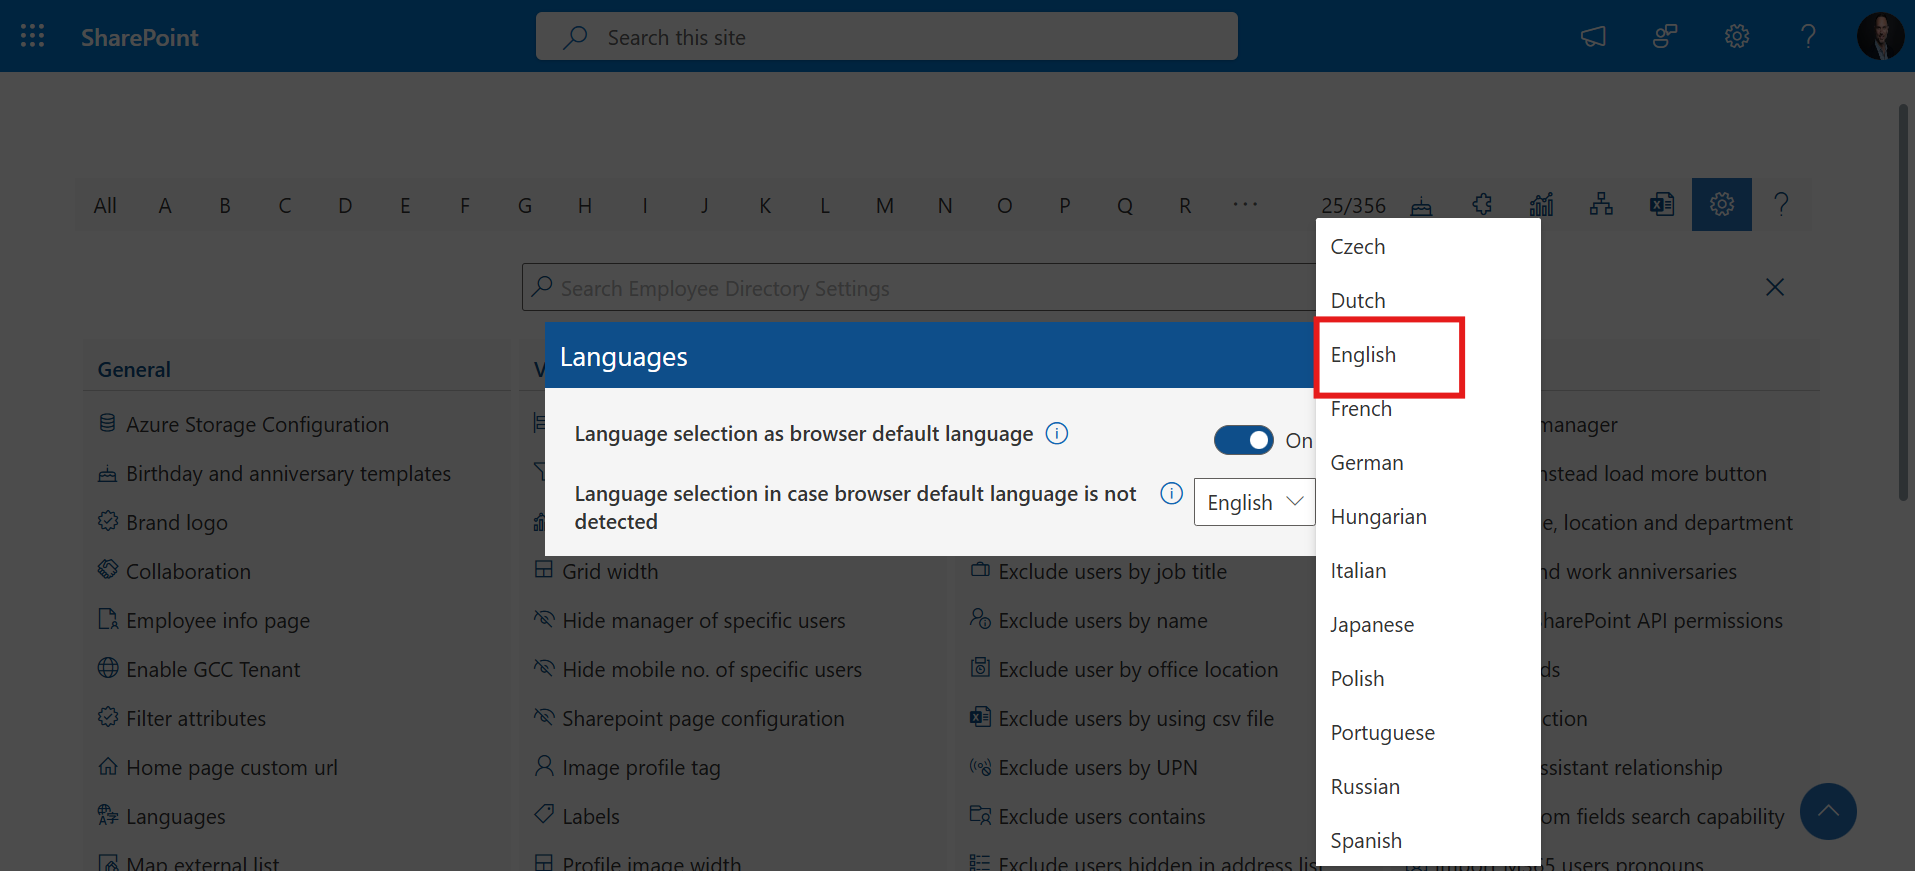 SharePoint
Search this site
All A B C D E F G H I J K L M N O P Q R ... 25/356
Search Employee Directory Settings
Languages
Language selection as browser default language
On
Language selection in case browser default language is not
detected
English
Czech
Dutch
English
French
German
Hungarian
Italian
Japanese
Polish
Portuguese
Russian
Spanish
General
Azure Storage Configuration
Birthday and anniversary templates
Brand logo
Collaboration
Employee info page
Enable GCC Tenant
Filter attributes
Home page custom url
Languages
Map external list
V
Grid width
Hide manager of specific users
Hide mobile no. of specific users
Sharepoint page configuration
Image profile tag
Labels
Profile image width
Exclude users by job title
Exclude users by name
Exclude user by office location
Exclude users by using csv file
Exclude users by UPN
Exclude users contains
Exclude users hidden in address list
manager
nstead load more button
e, location and department
nd work anniversaries
harePoint API permissions
ds
ction
ssistant relationship
om fields search capability
Import M365 users pronouns